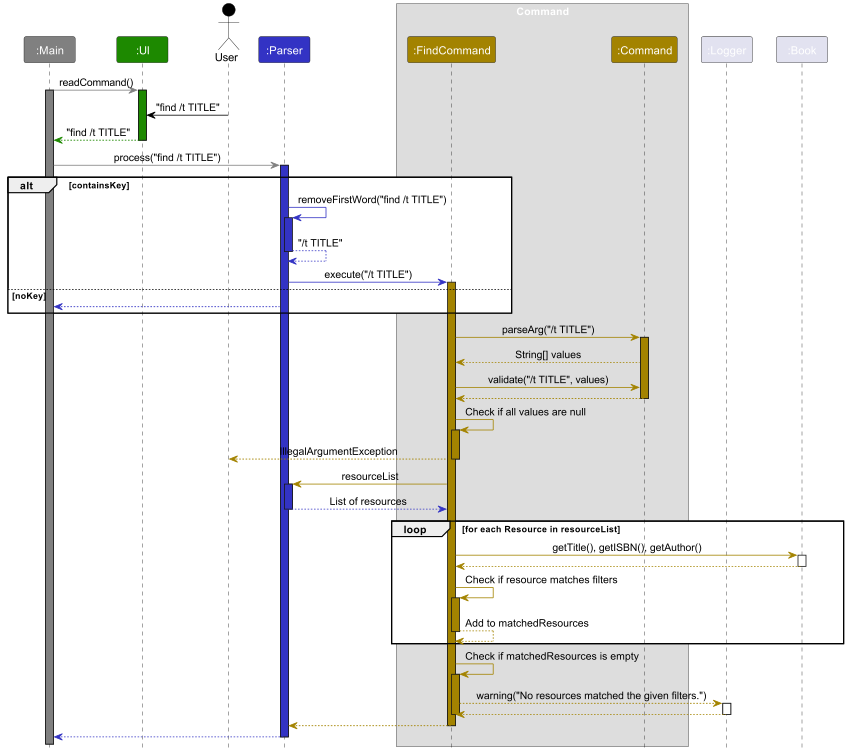 Command
:Main
:UI
User
:Parser
:FindCommand
:Command
:Logger
:Book
readCommand()
"find /t TITLE"
"find /t TITLE"
process("find /t TITLE")
alt
[containsKey]
removeFirstWord("find /t TITLE")
"/t TITLE"
execute("/t TITLE")
[noKey]
parseArg("/t TITLE")
String[] values
validate("/t TITLE", values)
Check if all values are null
IllegalArgumentException
resourceList
List of resources
loop
[for each Resource in resourceList]
getTitle(), getISBN(), getAuthor()
Check if resource matches filters
Add to matchedResources
Check if matchedResources is empty
warning("No resources matched the given filters.")